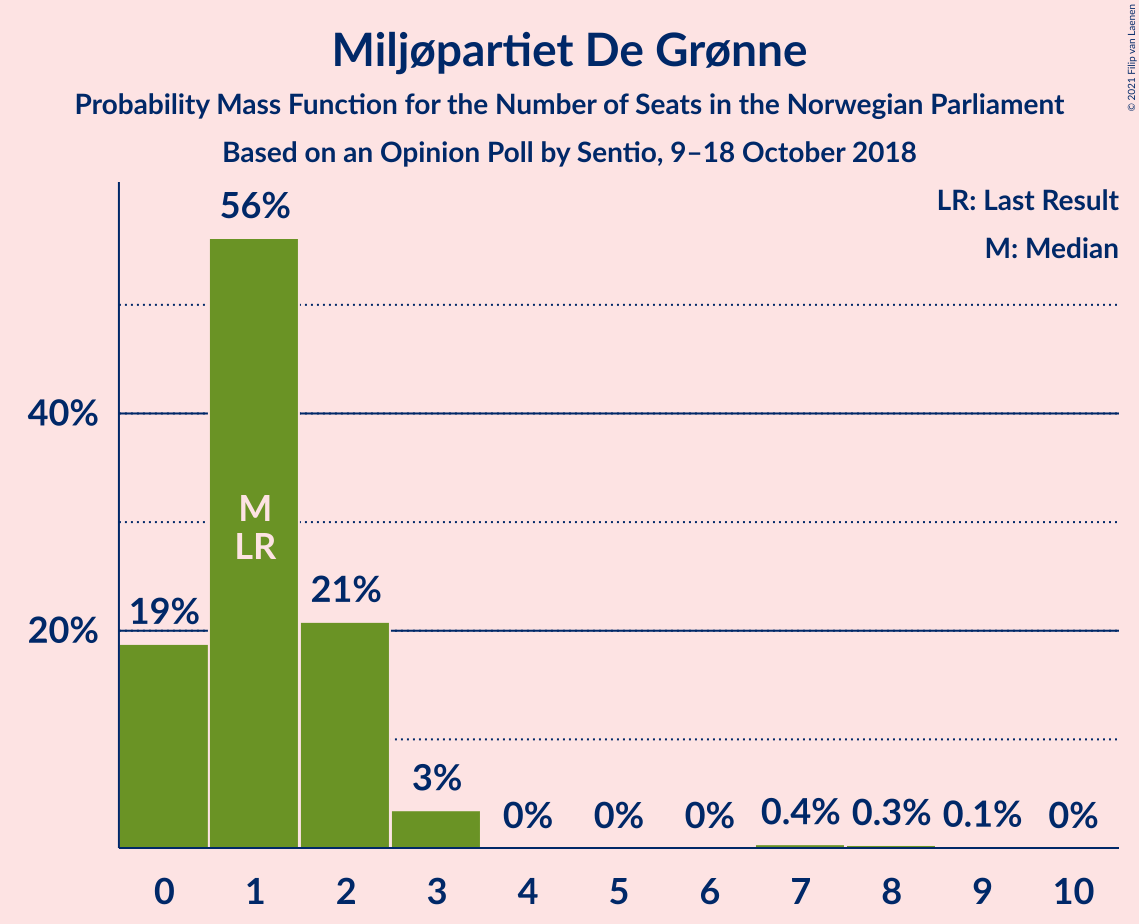 Miljøpartiet De Grønne
Probability Mass Function for the Number of Seats in the Norwegian Parliament
Based on an Opinion Poll by Sentio, 9–18 October 2018
© 2021 Filip van Laenen
LR: Last Result
M: Median
56%
40%
M
LR
21%
19%
20%
3%
0%
0%
0%
0.4%
0.3%
0.1%
0%
0 1 2 3 4 5 6 7 8 9 10